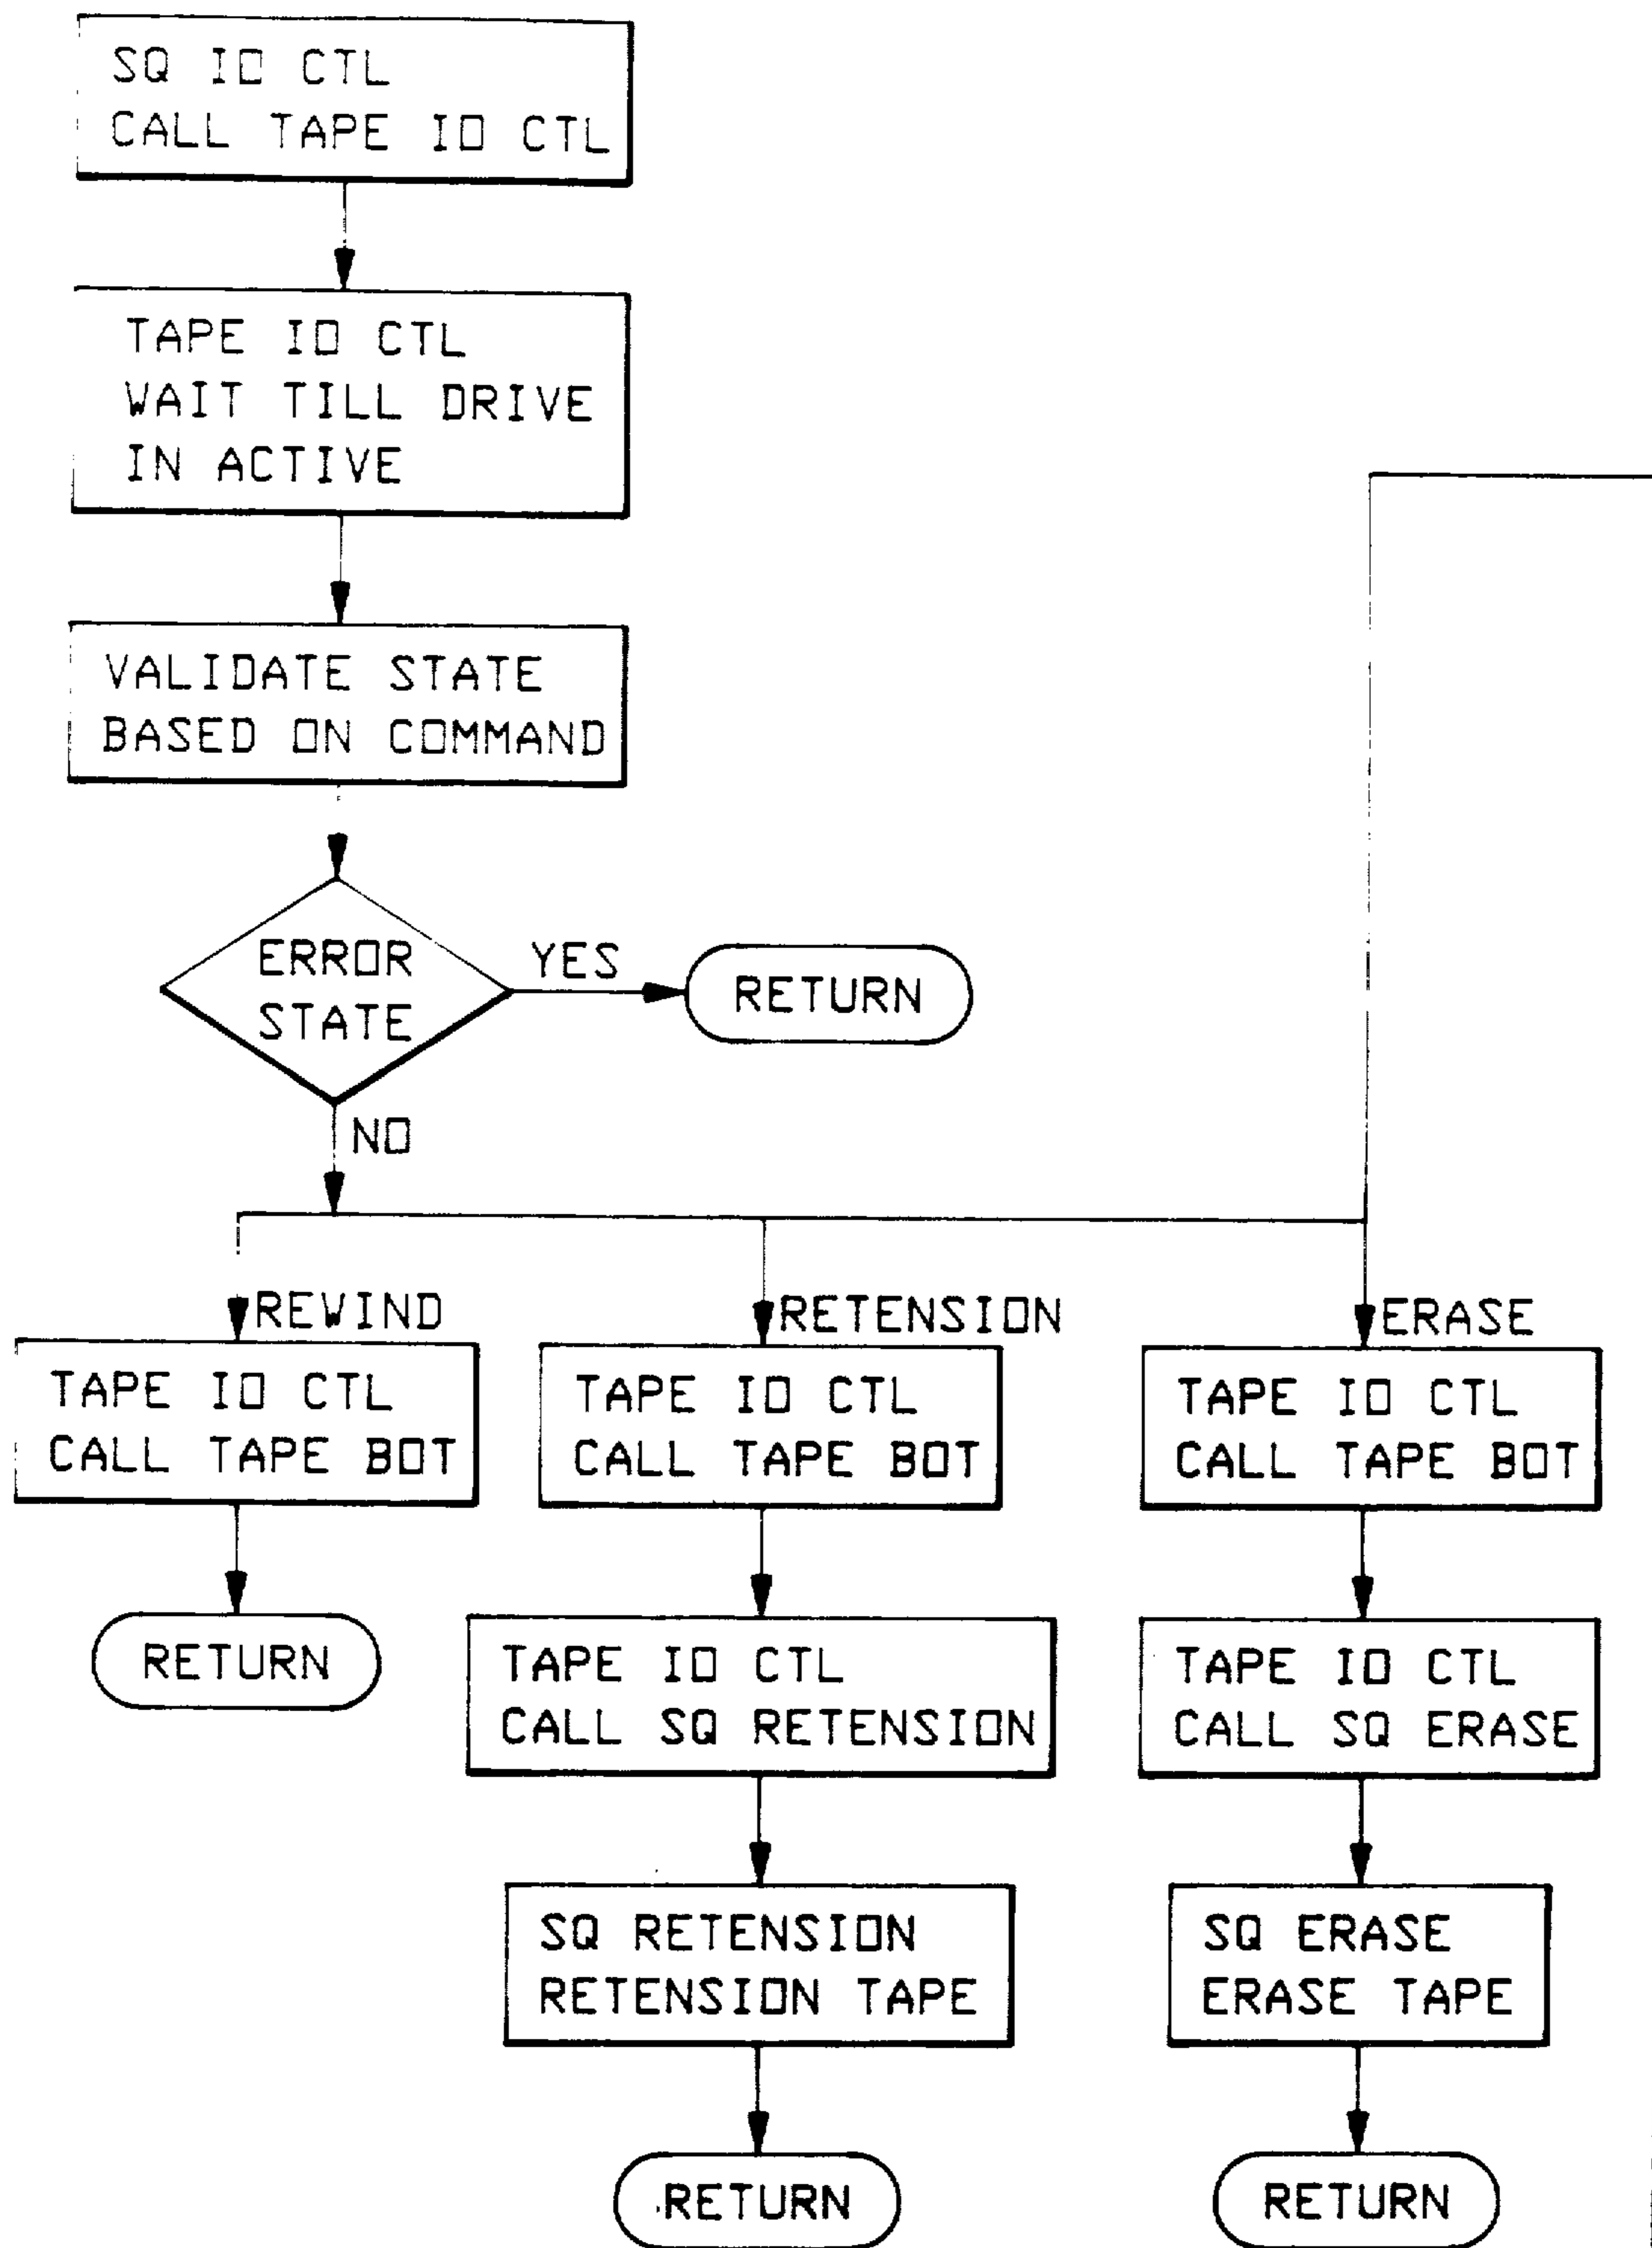 SQ IO CTL
CALL TAPE IO CTL
TAPE IO CTL
WAIT TILL DRIVE
IN ACTIVE
VALIDATE STATE
BASED ON COMMAND
ERROR
STATE
YES
RETURN
NO
REWIND
TAPE IO CTL
CALL TAPE BOT
RETURN
RETENSION
TAPE IO CTL
CALL TAPE BOT
TAPE IO CTL
CALL SQ RETENSION
SQ RETENSION
RETENSION TAPE
RETURN
ERASE
TAPE IO CTL
CALL TAPE BOT
TAPE IO CTL
CALL SQ ERASE
SQ ERASE
ERASE TAPE
RETURN